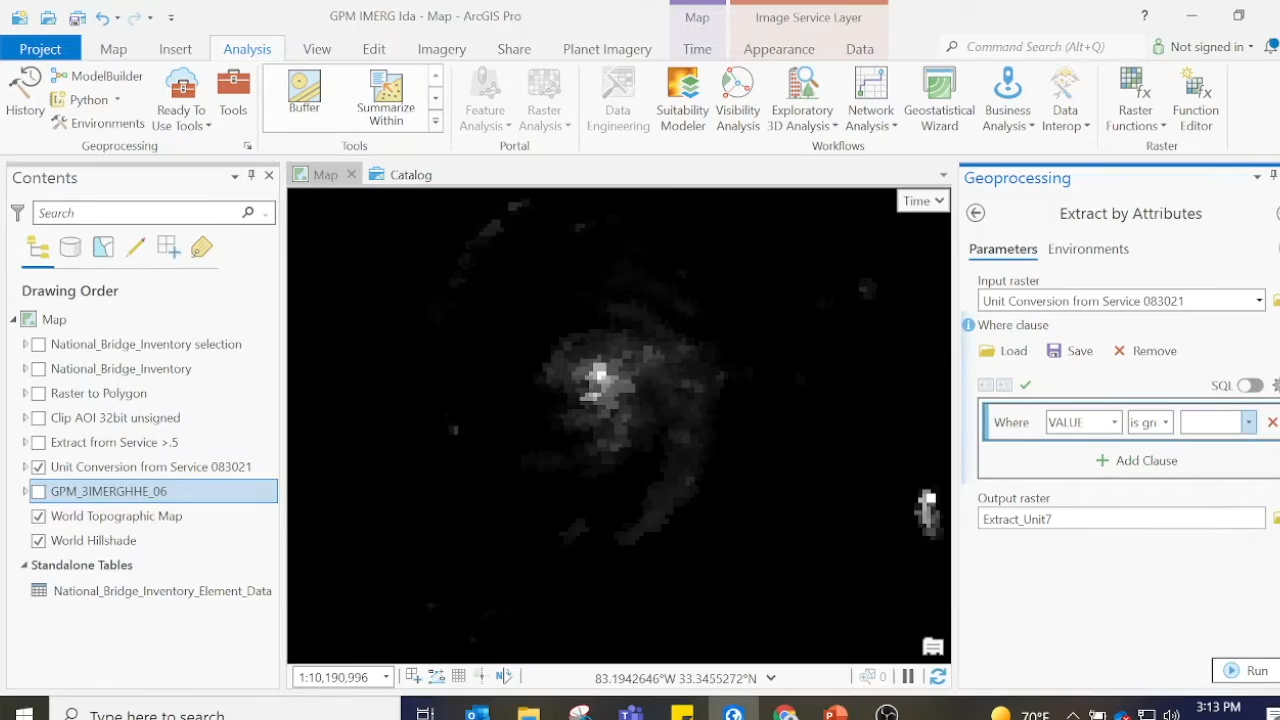 GPM IMERG Ida - Map - ArcGIS Pro
Map
Image Service Layer
?
Project
Map
Insert
Analysis
View
Edit
Imagery
Share
Planet Imagery
Time
Appearance
Data
Command Search (Alt+Q)
Not signed in
History
ModelBuilder
Python
Environments
Ready To Use Tools
Tools
Buffer
Summarize Within
Feature Analysis
Raster Analysis
Data Engineering
Suitability Modeler
Visibility Analysis
Exploratory 3D Analysis
Network Analysis
Geostatistical Wizard
Business Analysis
Data Interop
Raster Functions
Function Editor
Geoprocessing
Tools
Portal
Workflows
Raster
Contents
Search
Drawing Order
Map
National_Bridge_Inventory selection
National_Bridge_Inventory
Raster to Polygon
Clip AOI 32bit unsigned
Extract from Service >.5
Unit Conversion from Service 083021
GPM_3IMERGHHE_06
World Topographic Map
World Hillshade
Standalone Tables
National_Bridge_Inventory_Element_Data
Map
Catalog
Time
1:10,190,996
83.1942646°W 33.3455272°N
0
Geoprocessing
Extract by Attributes
Parameters
Environments
Input raster
Unit Conversion from Service 083021
Where clause
Load
Save
Remove
SQL
Where
VALUE
is gr
Add Clause
Output raster
Extract_Unit7
Run
Type here to search
70°F
3:13 PM